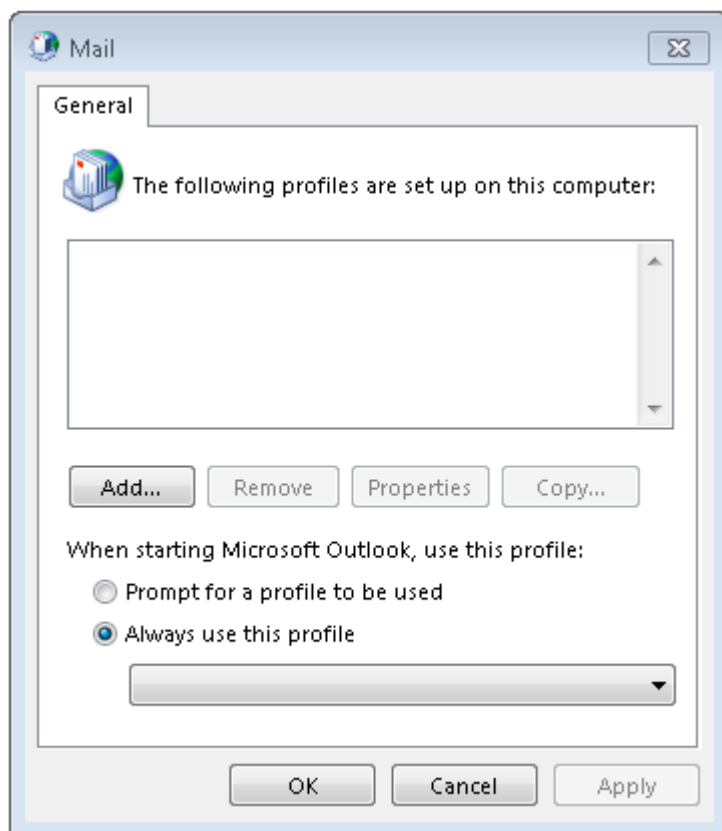 Mail
General
The following profiles are set up on this computer:
Add... Remove Properties Copy...
When starting Microsoft Outlook, use this profile:
Prompt for a profile to be used
Always use this profile
OK Cancel Apply